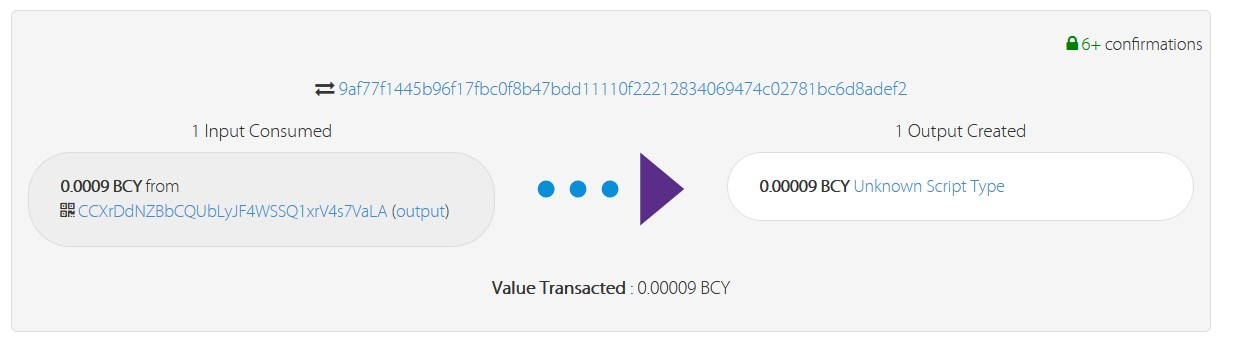 6+ confirmations
9af77f1445b96f17fbc0f8b47bdd11110f22212834069474c02781bc6d8adef2
1 Input Consumed
1 Output Created
0.0009 BCY from
CCXrDdNZBbCQUbLyJF4WSSQ1xrV4s7VaLA (output)
0.00009 BCY Unknown Script Type
Value Transacted : 0.00009 BCY